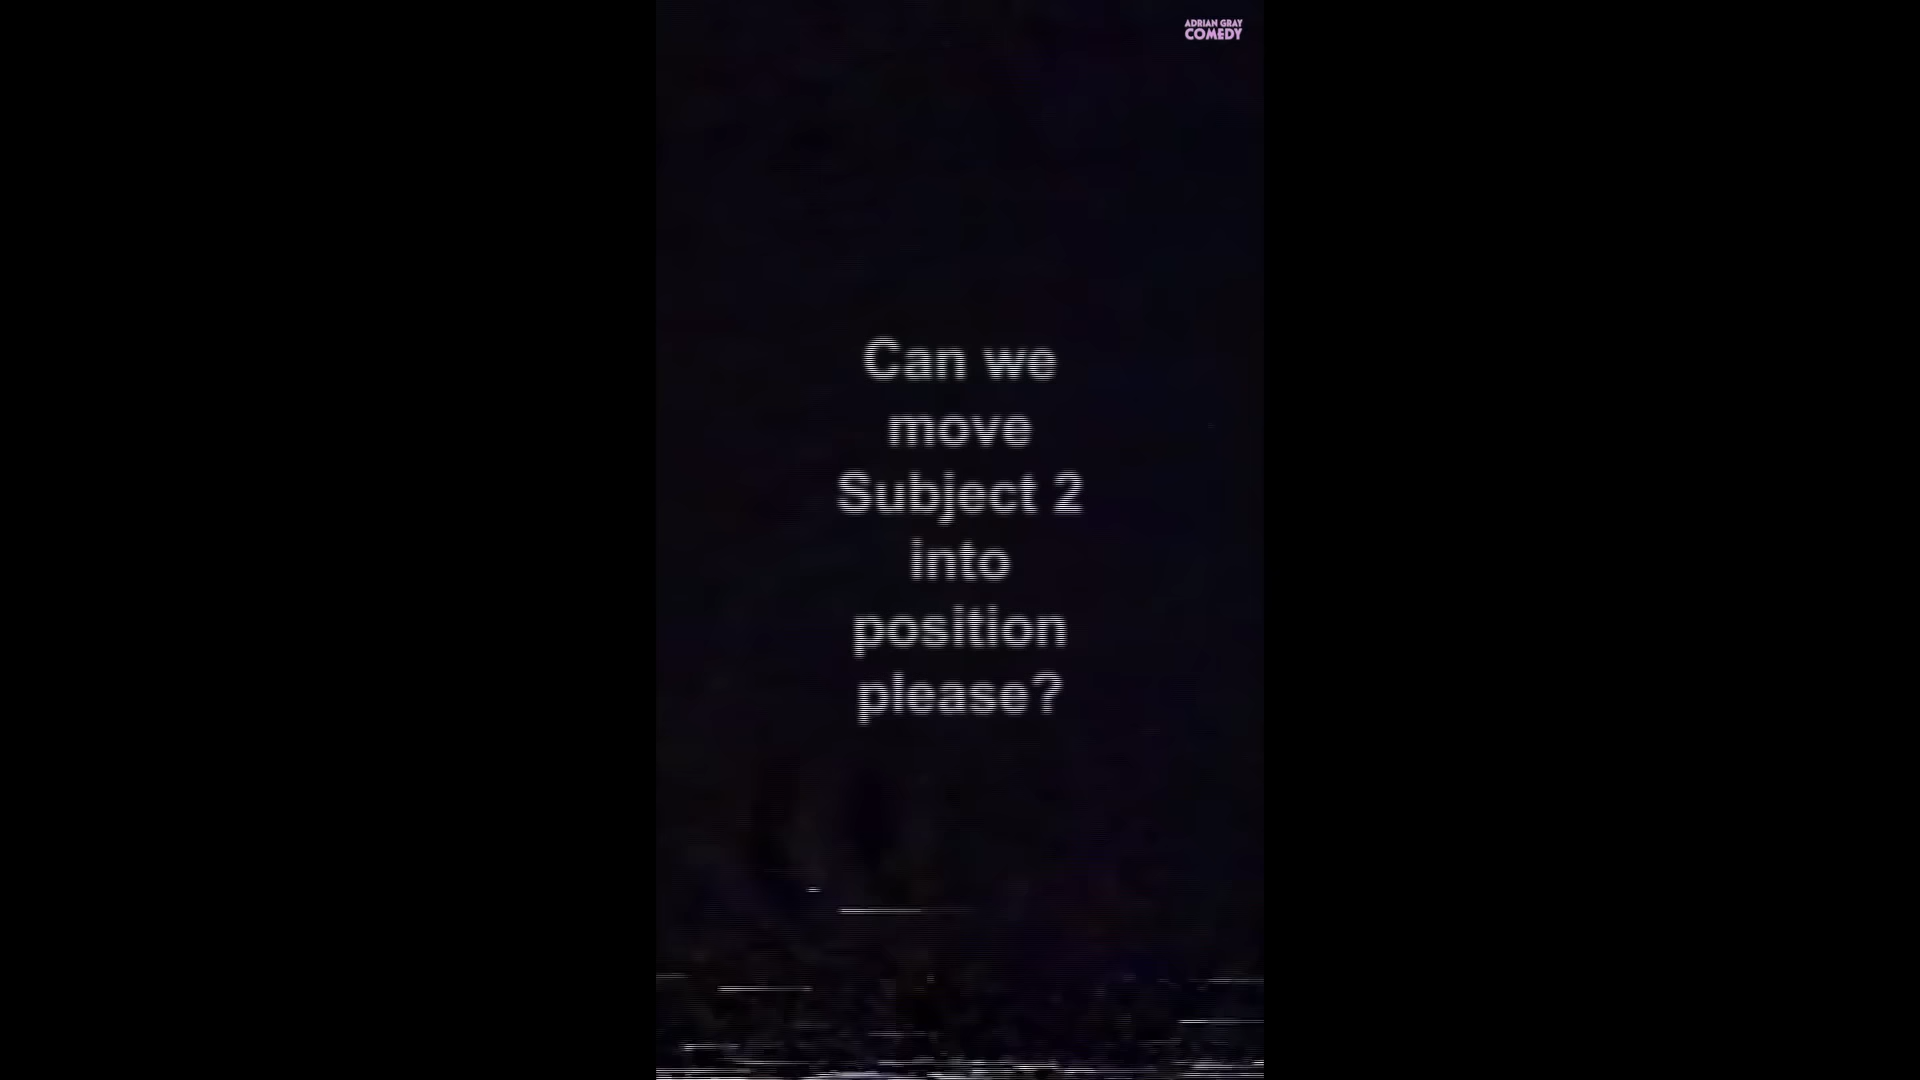 ADRIAN GRAY
COMEDY
Can we
move
Subject 2
into
position
please?